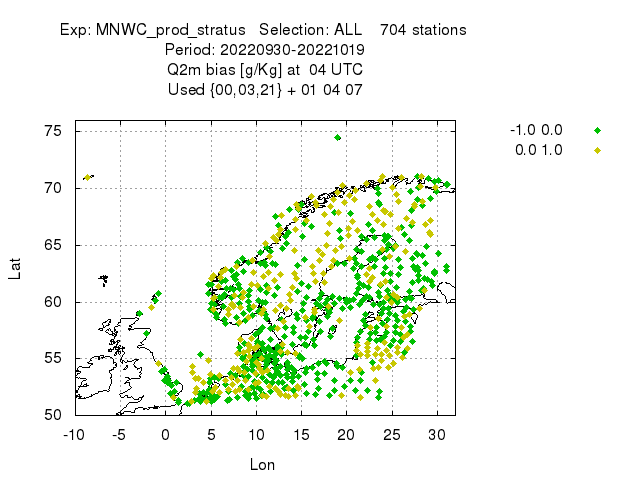 Exp: MNWC_prod_stratus   Selection: ALL    704 stations
Period: 20220930-20221019
Q2m bias [g/Kg] at  04 UTC
Used {00,03,21} + 01 04 07
-1.0 0.0
0.0 1.0
75
70
65
60
55
50
Lat
-10 -5 0 5 10 15 20 25 30
Lon